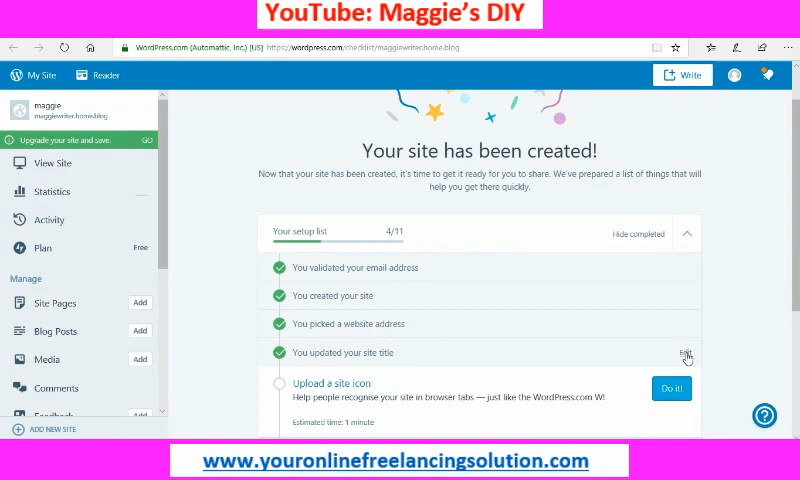 YouTube: Maggie's DIY
WordPress.com (Automattic, Inc.) [US] https://wordpress.com/checklist/maggiewriter.home.blog
My Site
Reader
Write
maggie
maggiewriter.home.blog
Upgrade your site and save.
GO
View Site
Statistics
Activity
Plan
Free
Manage
Site Pages
Add
Blog Posts
Add
Media
Add
Comments
Feedback
Add
ADD NEW SITE
Your site has been created!
Now that your site has been created, it's time to get it ready for you to share. We've prepared a list of things that will
help you get there quickly.
Your setup list
4/11
Hide completed
You validated your email address
You created your site
You picked a website address
You updated your site title
Edit
Upload a site icon
Help people recognise your site in browser tabs — just like the WordPress.com W!
Estimated time: 1 minute
Do it!
www.youronlinefreelancingsolution.com